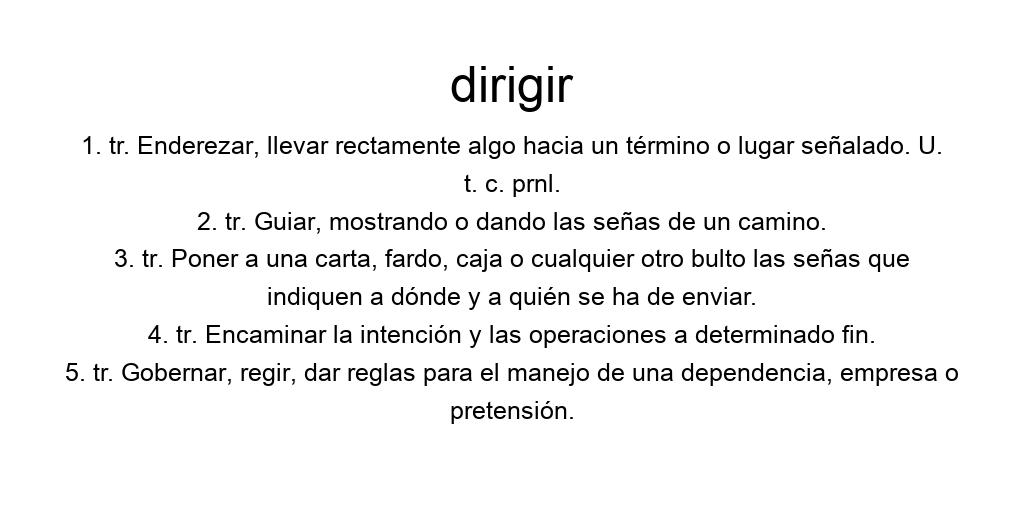 dirigir
1. tr. Enderezar, llevar rectamente algo hacia un término o lugar señalado. U.
t. c. prnl.
2. tr. Guiar, mostrando o dando las señas de un camino.
3. tr. Poner a una carta, fardo, caja o cualquier otro bulto las señas que
indiquen a dónde y a quién se ha de enviar.
4. tr. Encaminar la intención y las operaciones a determinado fin.
5. tr. Gobernar, regir, dar reglas para el manejo de una dependencia, empresa o
pretensión.